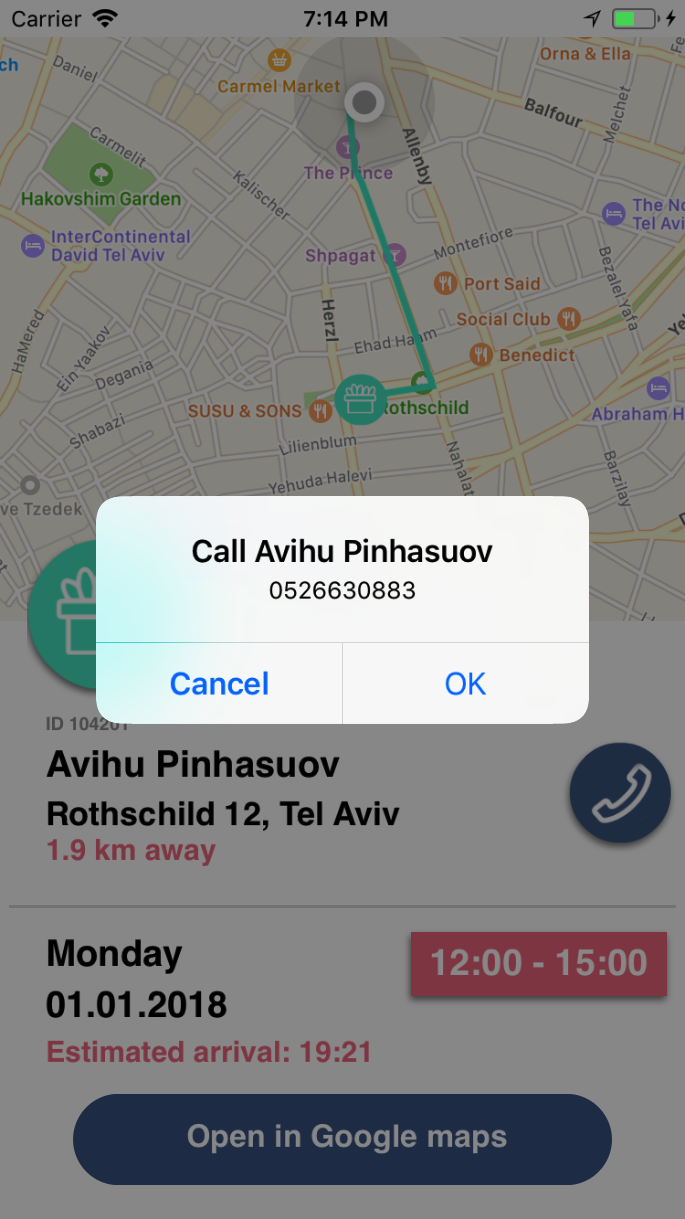 Carrier 7:14 PM
ch
Daniel
Carmel Market
Orna & Ella
Balfour
Melchet
Carmelit
Allenby
The Prince
Hakovshim Garden
Kalischer
InterContinental
David Tel Aviv
The No
Tel Avi
Shpagat
Montefiore
Bezalel Yafa
Port Said
HaMered
Herzl
Social Club
Ein Yaakov
Ehad Haam
Benedict
Degania
SUSU & SONS
Rothschild
Abraham H
Shabazi
Lilienblum
Nahalat
Yehuda Halevi
Barzilay
ve Tzedek
Call Avihu Pinhasuov
0526630883
Cancel
OK
ID 104201
Avihu Pinhasuov
Rothschild 12, Tel Aviv
1.9 km away
Monday
12:00 - 15:00
01.01.2018
Estimated arrival: 19:21
Open in Google maps